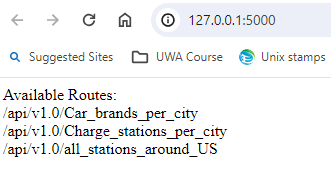 127.0.0.1:5000
Suggested Sites
UWA Course
Unix stamps
Available Routes:
/api/v1.0/Car_brands_per_city
/api/v1.0/Charge_stations_per_city
/api/v1.0/all_stations_around_US